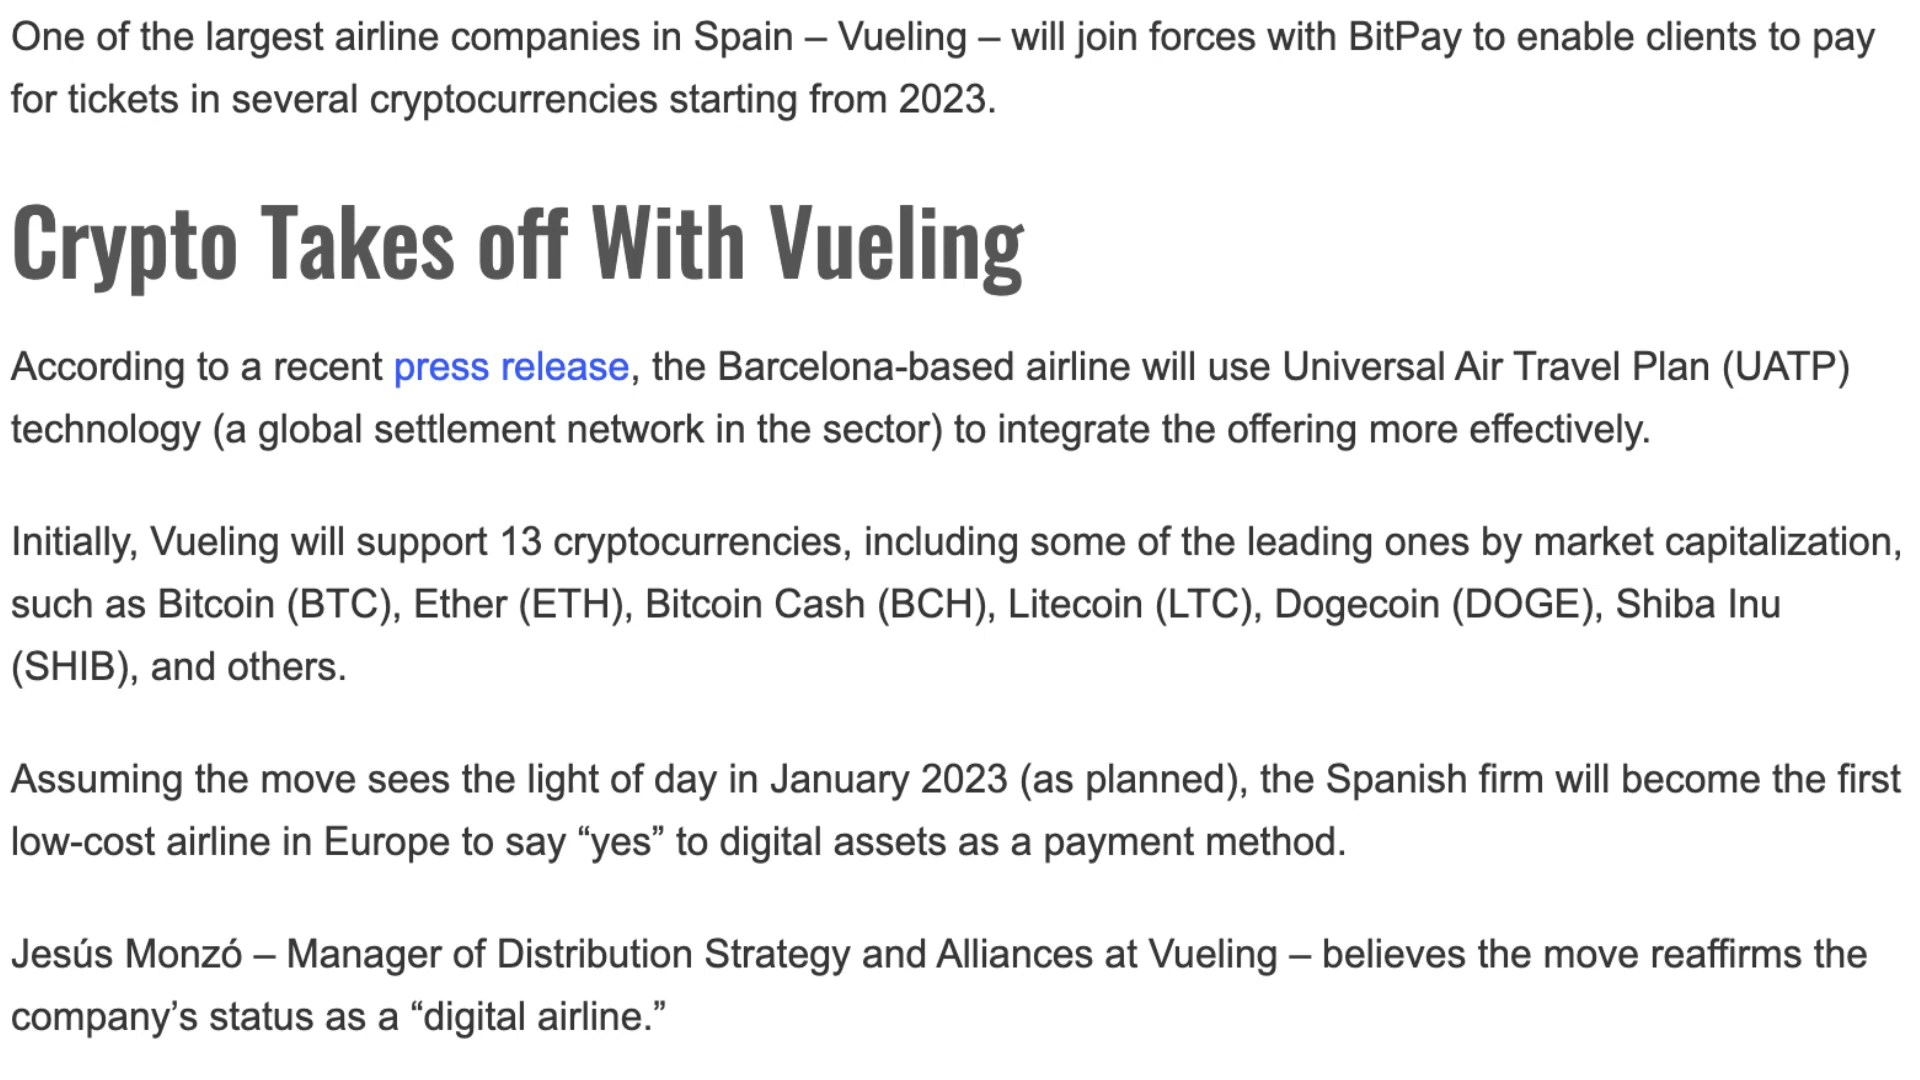 One of the largest airline companies in Spain – Vueling – will join forces with BitPay to enable clients to pay
for tickets in several cryptocurrencies starting from 2023.
Crypto Takes off With Vueling
According to a recent press release, the Barcelona-based airline will use Universal Air Travel Plan (UATP)
technology (a global settlement network in the sector) to integrate the offering more effectively.
Initially, Vueling will support 13 cryptocurrencies, including some of the leading ones by market capitalization,
such as Bitcoin (BTC), Ether (ETH), Bitcoin Cash (BCH), Litecoin (LTC), Dogecoin (DOGE), Shiba Inu
(SHIB), and others.
Assuming the move sees the light of day in January 2023 (as planned), the Spanish firm will become the first
low-cost airline in Europe to say “yes” to digital assets as a payment method.
Jesús Monzó – Manager of Distribution Strategy and Alliances at Vueling – believes the move reaffirms the
company’s status as a “digital airline.”